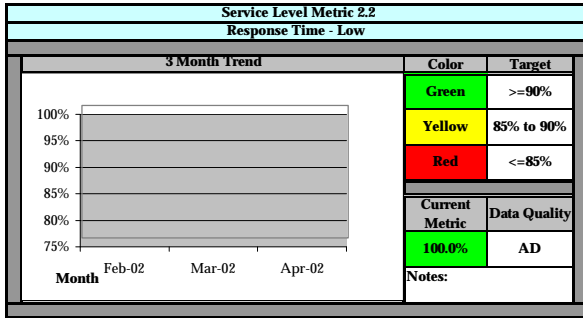 Service Level Metric 2.2
Response Time - Low
3 Month Trend
100%
95%
90%
85%
80%
75%
Feb-02 Mar-02 Apr-02
Month
Color Target
Green >=90%
Yellow 85% to 90%
Red <=85%
Current Metric Data Quality
100.0% AD
Notes: